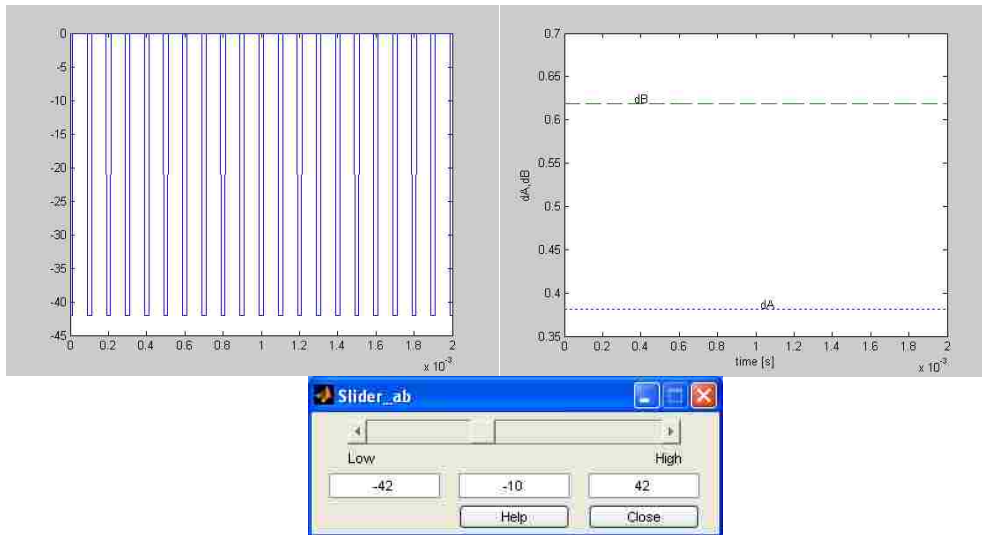 0
-5
-10
-15
-20
-25
-30
-35
-40
-45
0 0.2 0.4 0.6 0.8 1 1.2 1.4 1.6 1.8 2
x 10-3
0.7
0.65
0.6
0.55
0.5
0.45
0.4
0.35
dA,dB
dB
dA
0 0.2 0.4 0.6 0.8 1 1.2 1.4 1.6 1.8 2
time [s]
x 10-3
Slider_ab
Low High
-42 -10 42
Help Close